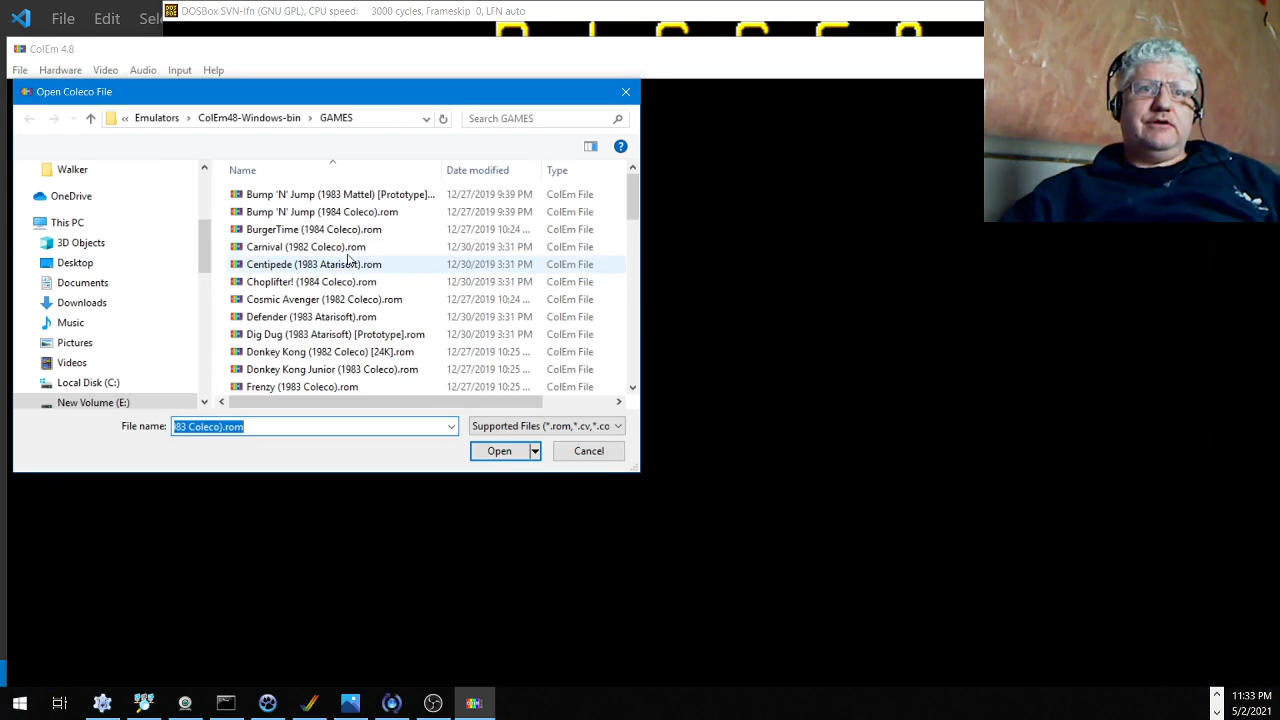 File Edit Se
DOSBox SVN-lfn (GNU GPL), CPU speed: 3000 cycles, Frameskip 0, LFN auto
ColEm 4.8
File Hardware Video Audio Input Help
Open Coleco File
« Emulators > ColEm48-Windows-bin > GAMES
Search GAMES
Name Date modified Type
Walker
OneDrive
This PC
3D Objects
Desktop
Documents
Downloads
Music
Pictures
Videos
Local Disk (C:)
New Volume (E:)
Bump 'N' Jump (1983 Mattel) [Prototype]... 12/27/2019 9:39 PM ColEm File
Bump 'N' Jump (1984 Coleco).rom 12/27/2019 9:39 PM ColEm File
BurgerTime (1984 Coleco).rom 12/27/2019 10:24 ... ColEm File
Carnival (1982 Coleco).rom 12/30/2019 3:31 PM ColEm File
Centipede (1983 Atarisoft).rom 12/30/2019 3:31 PM ColEm File
Choplifter! (1984 Coleco).rom 12/30/2019 3:31 PM ColEm File
Cosmic Avenger (1982 Coleco).rom 12/27/2019 10:24 ... ColEm File
Defender (1983 Atarisoft).rom 12/30/2019 3:31 PM ColEm File
Dig Dug (1983 Atarisoft) [Prototype].rom 12/30/2019 3:31 PM ColEm File
Donkey Kong (1982 Coleco) [24K].rom 12/27/2019 10:25 ... ColEm File
Donkey Kong Junior (1983 Coleco).rom 12/27/2019 10:25 ... ColEm File
Frenzy (1983 Coleco).rom 12/27/2019 10:25 ... ColEm File
File name: 83 Coleco).rom
Supported Files (*.rom,*.cv,*.co
Open
Cancel
11:33 PM
5/2/2021